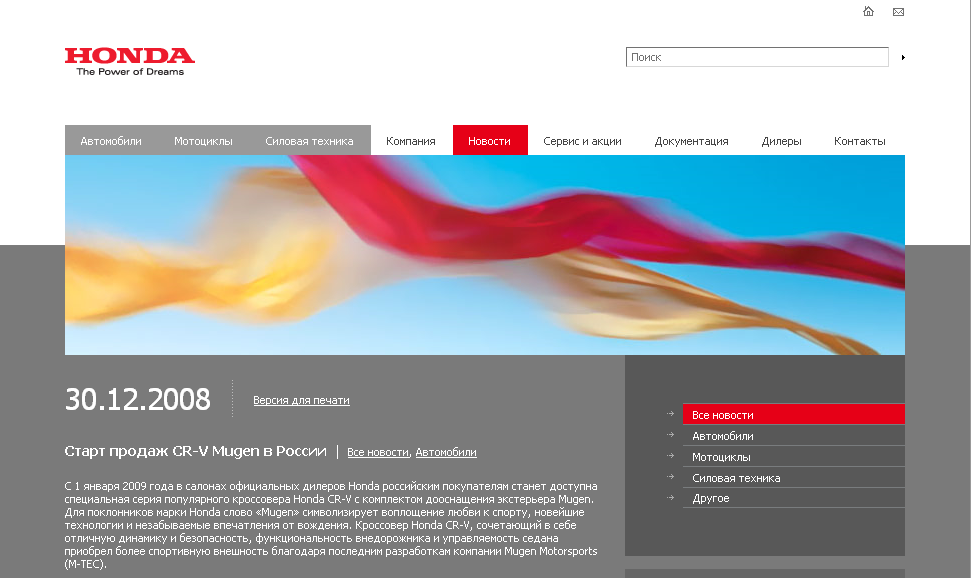 HONDA
The Power of Dreams
Поиск
Автомобили Мотоциклы Силовая техника Компания Новости Сервис и акции Документация Дилеры Контакты
30.12.2008 Версия для печати
Старт продаж CR-V Mugen в России | Все новости, Автомобили
С 1 января 2009 года в салонах официальных дилеров Honda российским покупателям станет доступна
специальная серия популярного кроссовера Honda CR-V с комплектом дооснащения экстерьера Mugen.
Для поклонников марки Honda слово «Mugen» символизирует воплощение любви к спорту, новейшие
технологии и незабываемые впечатления от вождения. Кроссовер Honda CR-V, сочетающий в себе
отличную динамику и безопасность, функциональность внедорожника и управляемость седана
приобрел более спортивную внешность благодаря последним разработкам компании Mugen Motorsports
(M-TEC).
Все новости
Автомобили
Мотоциклы
Силовая техника
Другое